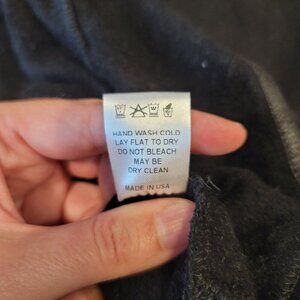 HAND WASH COLD
LAY FLAT TO DRY
DO NOT BLEACH
MAY BE
DRY CLEAN
MADE IN USA